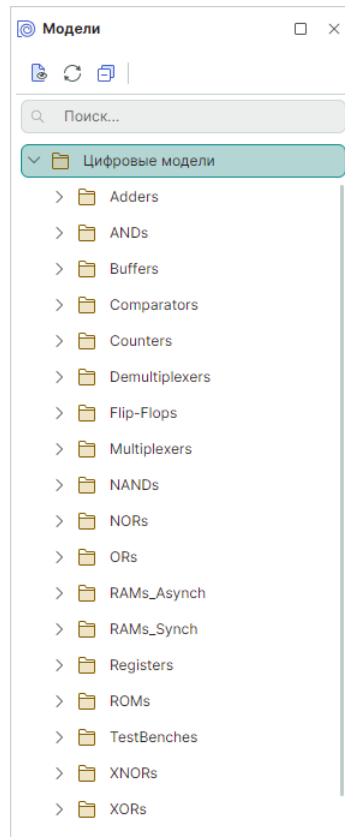 Модели
Поиск...
Цифровые модели
Adders
ANDs
Buffers
Comparators
Counters
Demultiplexers
Flip-Flops
Multiplexers
NANDs
NORs
ORs
RAMs_Asynch
RAMs_Synch
Registers
ROMs
TestBenches
XNORs
XORs